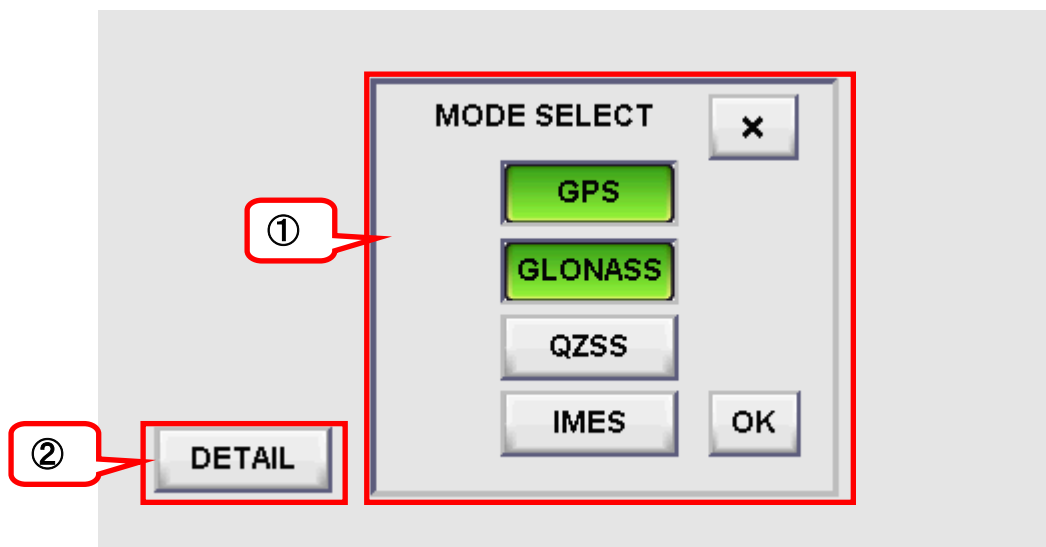 MODE SELECT ×
GPS
① GLONASS
QZSS
IMES OK
② DETAIL